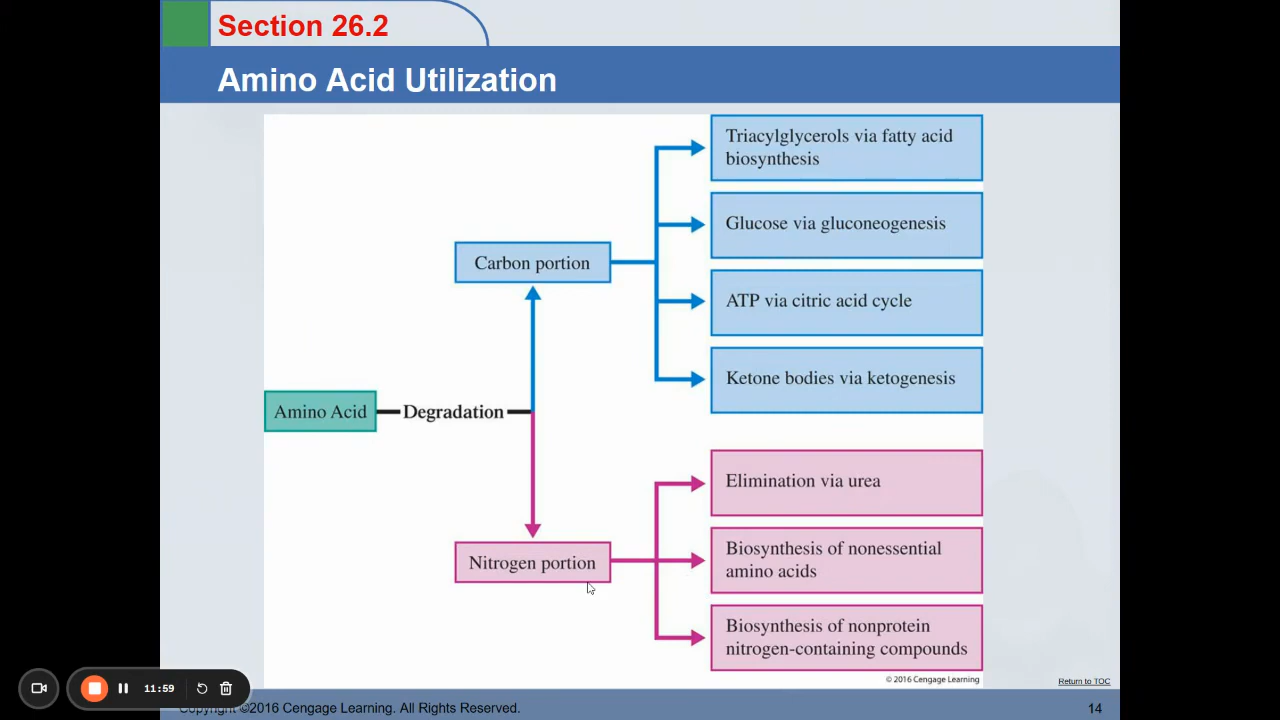 Section 26.2
Amino Acid Utilization
Triacylglycerols via fatty acid
biosynthesis
Glucose via gluconeogenesis
Carbon portion
ATP via citric acid cycle
Ketone bodies via ketogenesis
Amino Acid
Degradation
Elimination via urea
Biosynthesis of nonessential
amino acids
Nitrogen portion
Biosynthesis of nonprotein
nitrogen-containing compounds
© 2016 Cengage Learning
Return to TOC
11:59
Copyright ©2016 Cengage Learning. All Rights Reserved.
14